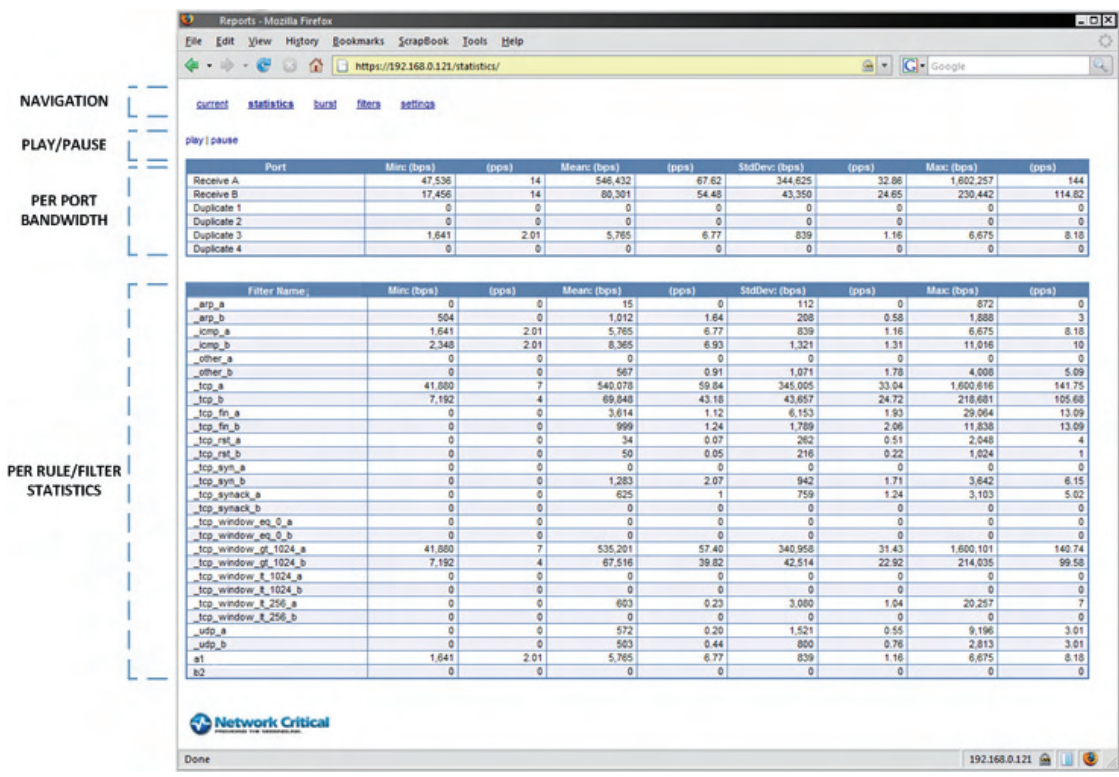 Reports - Mozilla Firefox
File Edit View History Bookmarks ScrapBook Tools Help
https://192.168.0.121/statistics/ Google
NAVIGATION
current statistics burst filters settings
PLAY/PAUSE
play | pause
PER PORT
BANDWIDTH
Port Min: (bps) (pps) Mean: (bps) (pps) StdDev: (bps) (pps) Max: (bps) (pps)
Receive A 47,536 14 546,432 67.62 344,625 32.86 1,602,257 144
Receive B 17,456 14 80,301 54.48 43,350 24.65 230,442 114.82
Duplicate 1 0 0 0 0 0 0 0 0
Duplicate 2 0 0 0 0 0 0 0 0
Duplicate 3 1,641 2.01 5,765 6.77 839 1.16 6,675 8.18
Duplicate 4 0 0 0 0 0 0 0 0
PER RULE/FILTER
STATISTICS
Filter Name↓ Min: (bps) (pps) Mean: (bps) (pps) StdDev: (bps) (pps) Max: (bps) (pps)
_arp_a 0 0 15 0 112 0 872 0
_arp_b 504 0 1,012 1.64 208 0.58 1,888 3
_icmp_a 1,641 2.01 5,765 6.77 839 1.16 6,675 8.18
_icmp_b 2,348 2.01 8,365 6.93 1,321 1.31 11,016 10
_other_a 0 0 0 0 0 0 0 0
_other_b 0 0 567 0.91 1,071 1.78 4,008 5.09
_tcp_a 41,880 7 540,078 59.84 345,005 33.04 1,600,616 141.75
_tcp_b 7,192 4 69,848 43.18 43,657 24.72 218,681 105.68
_tcp_fin_a 0 0 3,614 1.12 6,153 1.93 29,064 13.09
_tcp_fin_b 0 0 999 1.24 1,789 2.06 11,838 13.09
_tcp_rst_a 0 0 34 0.07 262 0.51 2,048 4
_tcp_rst_b 0 0 50 0.05 216 0.22 1,024 1
_tcp_syn_a 0 0 0 0 0 0 0 0
_tcp_syn_b 0 0 1,283 2.07 942 1.71 3,642 6.15
_tcp_synack_a 0 0 625 1 759 1.24 3,103 5.02
_tcp_synack_b 0 0 0 0 0 0 0 0
_tcp_window_eq_0_a 0 0 0 0 0 0 0 0
_tcp_window_eq_0_b 0 0 0 0 0 0 0 0
_tcp_window_gt_1024_a 41,880 7 535,201 57.40 340,958 31.43 1,600,101 140.74
_tcp_window_gt_1024_b 7,192 4 67,516 39.82 42,514 22.92 214,035 99.58
_tcp_window_lt_1024_a 0 0 0 0 0 0 0 0
_tcp_window_lt_1024_b 0 0 0 0 0 0 0 0
_tcp_window_lt_256_a 0 0 603 0.23 3,080 1.04 20,257 7
_tcp_window_lt_256_b 0 0 0 0 0 0 0 0
_udp_a 0 0 572 0.20 1,521 0.55 9,196 3.01
_udp_b 0 0 503 0.44 800 0.76 2,813 3.01
a1 1,641 2.01 5,765 6.77 839 1.16 6,675 8.18
b2 0 0 0 0 0 0 0 0
Network Critical
PROVIDING THE MISSING LINK.
Done 192.168.0.121